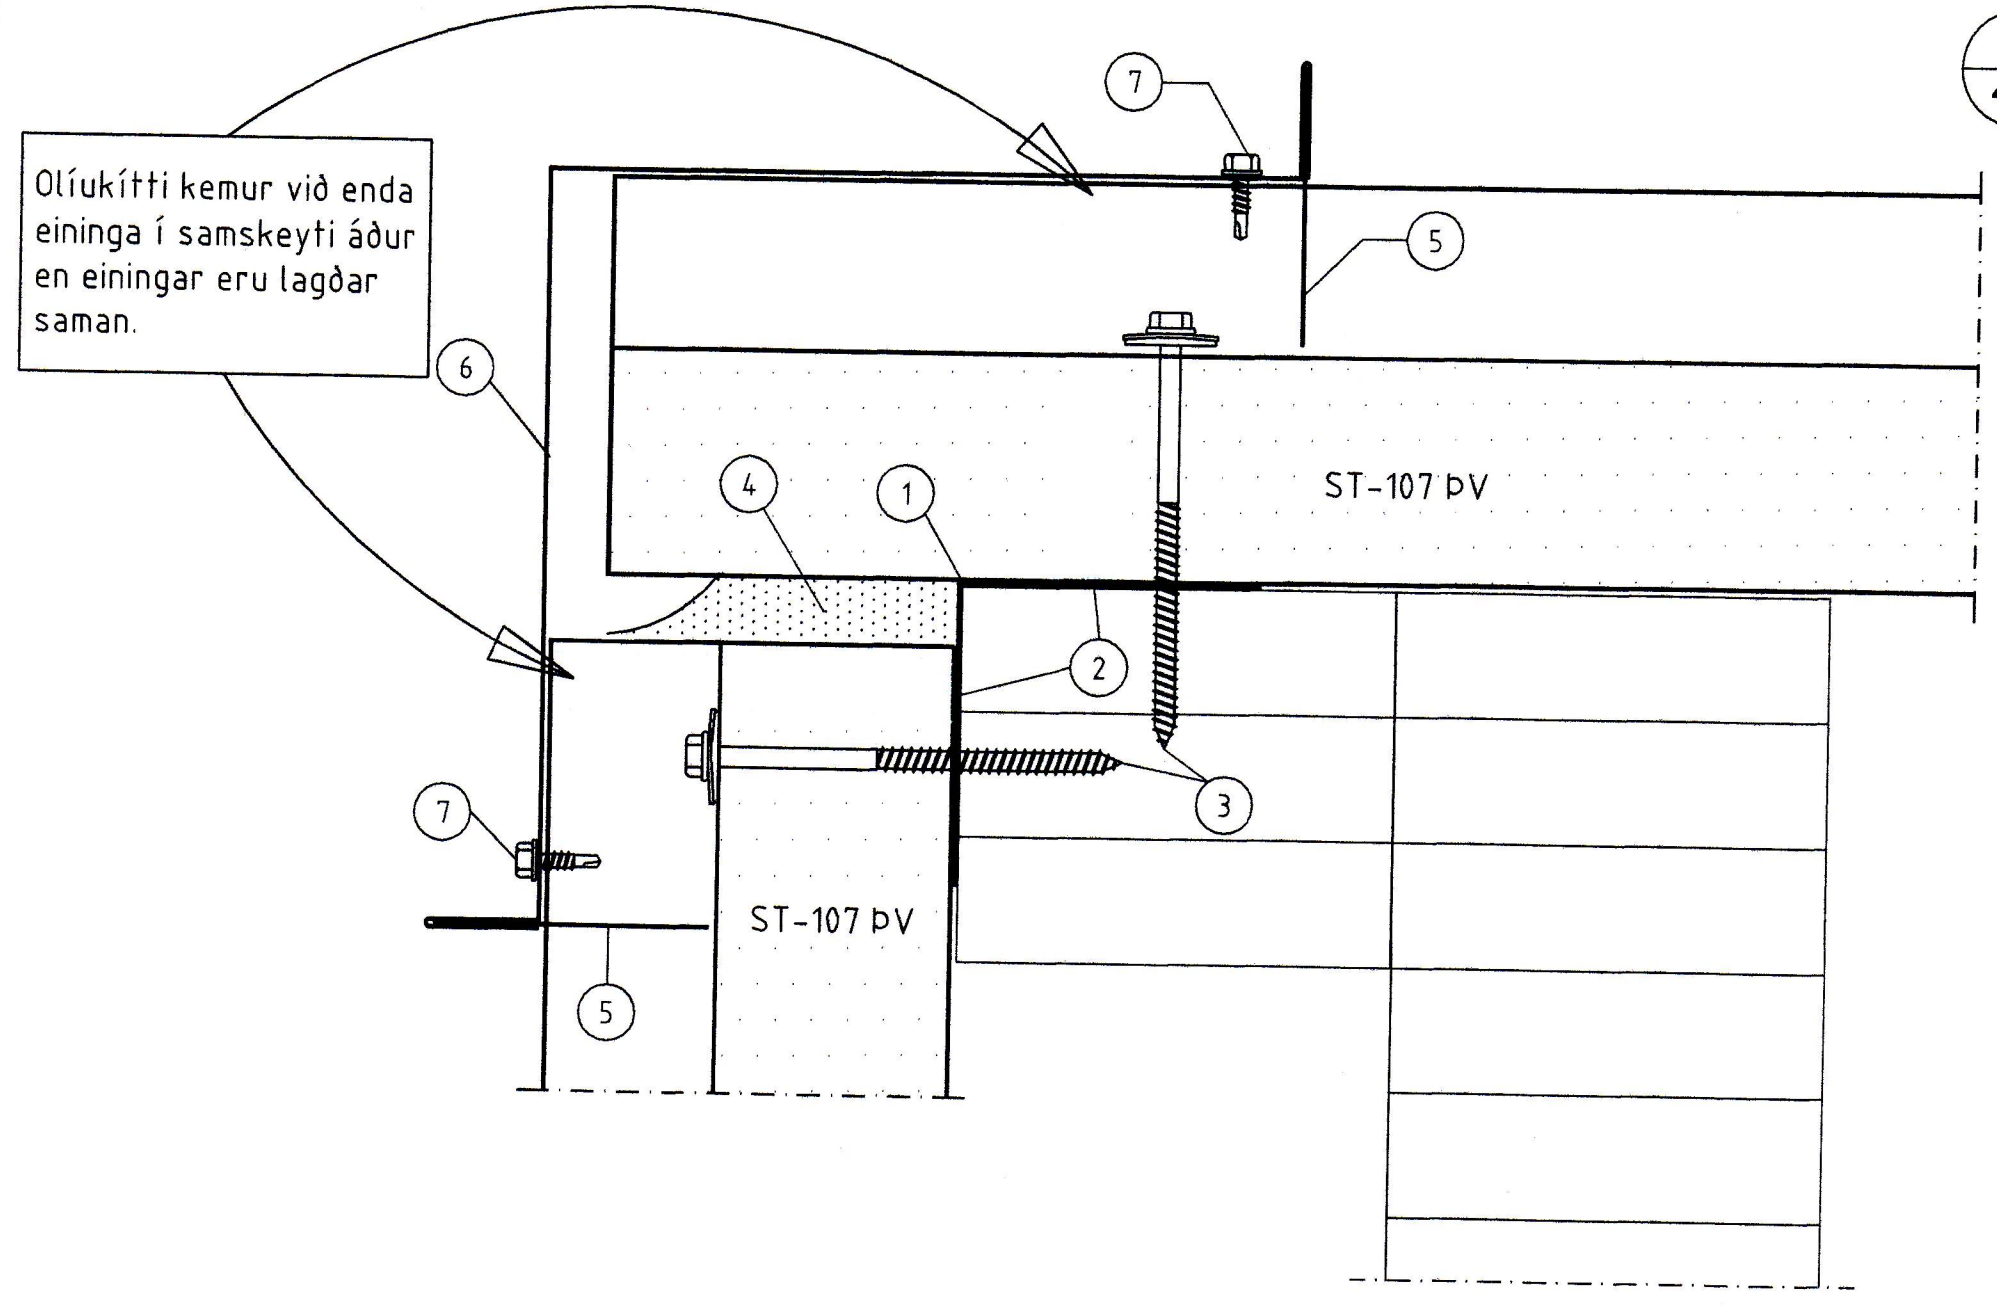 7
Olíukítti kemur við enda
eininga í samskeyti áður
en einingar eru lagðar
saman.
5
6
4
1
ST-107 ÞV
2
3
7
ST-107 ÞV
5